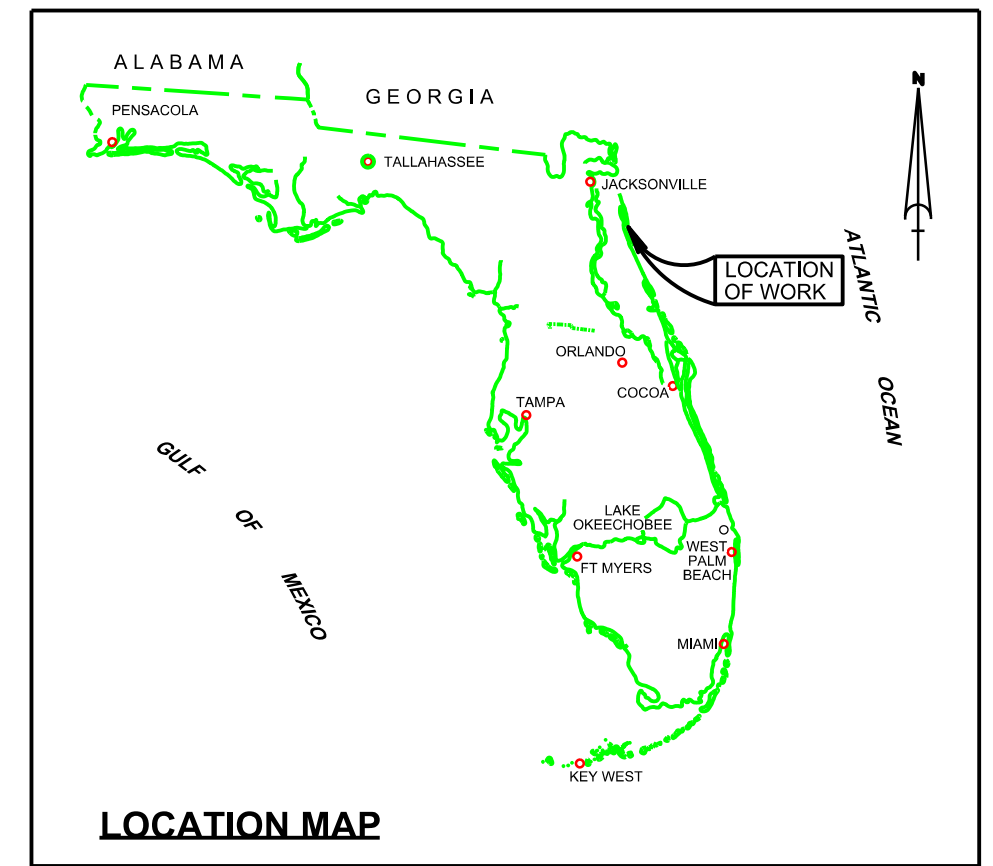 ALABAMA
GEORGIA
N
PENSACOLA
TALLAHASSEE
JACKSONVILLE
ATLANTIC
OCEAN
LOCATION
OF WORK
ORLANDO
COCOA
TAMPA
GULF
OF
MEXICO
LAKE
OKEECHOBEE
WEST
PALM
BEACH
FT MYERS
MIAMI
KEY WEST
LOCATION MAP